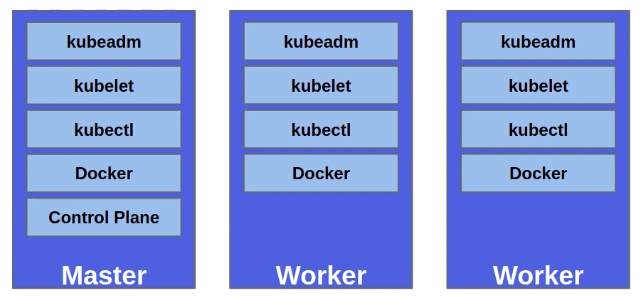 kubeadm
kubelet
kubectl
Docker
Control Plane
Master
kubeadm
kubelet
kubectl
Docker
Worker
kubeadm
kubelet
kubectl
Docker
Worker